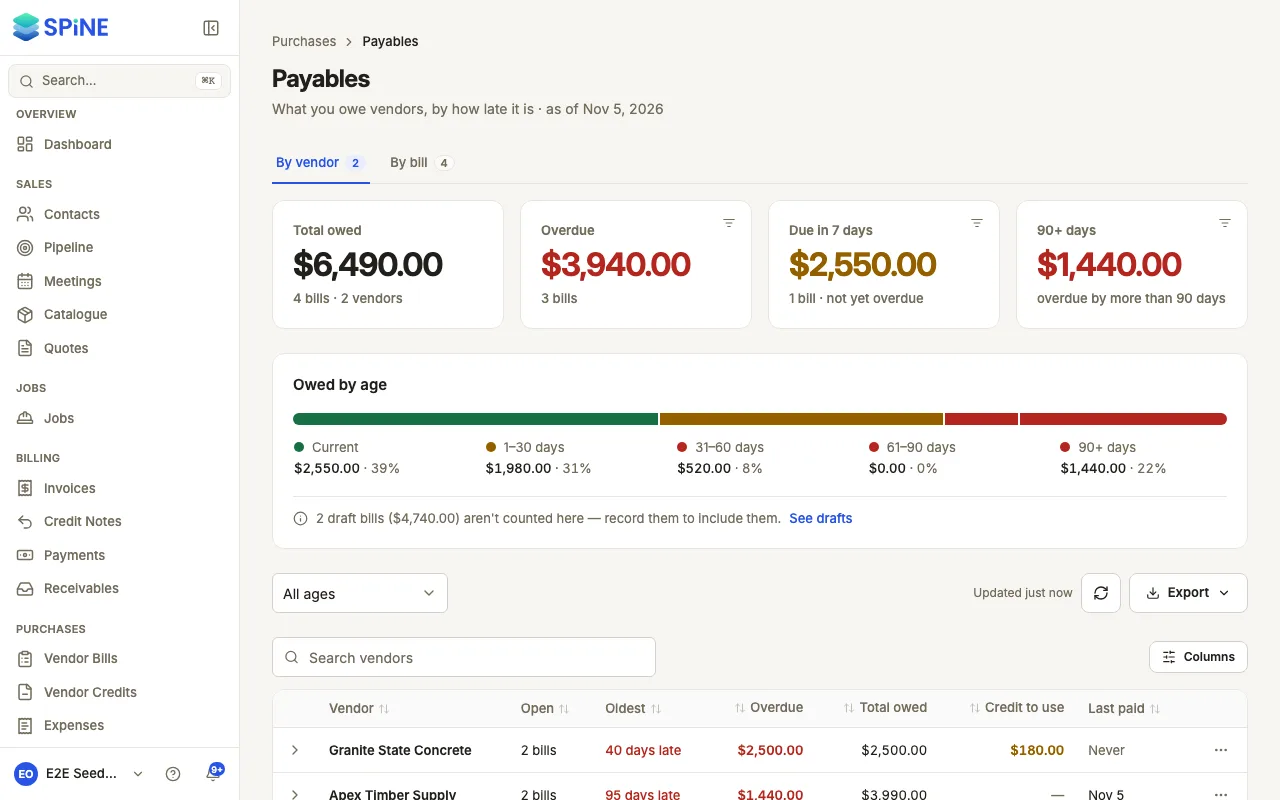 SPiNE
Search... ⌘K
OVERVIEW
Dashboard
SALES
Contacts
Pipeline
Meetings
Catalogue
Quotes
JOBS
Jobs
BILLING
Invoices
Credit Notes
Payments
Receivables
PURCHASES
Vendor Bills
Vendor Credits
Expenses
EO E2E Seed... 9+
Purchases > Payables
Payables
What you owe vendors, by how late it is · as of Nov 5, 2026
By vendor 2 By bill 4
Total owed
$6,490.00
4 bills · 2 vendors
Overdue
$3,940.00
3 bills
Due in 7 days
$2,550.00
1 bill · not yet overdue
90+ days
$1,440.00
overdue by more than 90 days
Owed by age
Current 1–30 days 31–60 days 61–90 days 90+ days
$2,550.00 · 39% $1,980.00 · 31% $520.00 · 8% $0.00 · 0% $1,440.00 · 22%
2 draft bills ($4,740.00) aren't counted here — record them to include them. See drafts
All ages Updated just now Export
Search vendors Columns
Vendor Open Oldest Overdue Total owed Credit to use Last paid
Granite State Concrete 2 bills 40 days late $2,500.00 $2,500.00 $180.00 Never
Apex Timber Supply 2 bills 95 days late $1,440.00 $3,990.00 — Nov 5